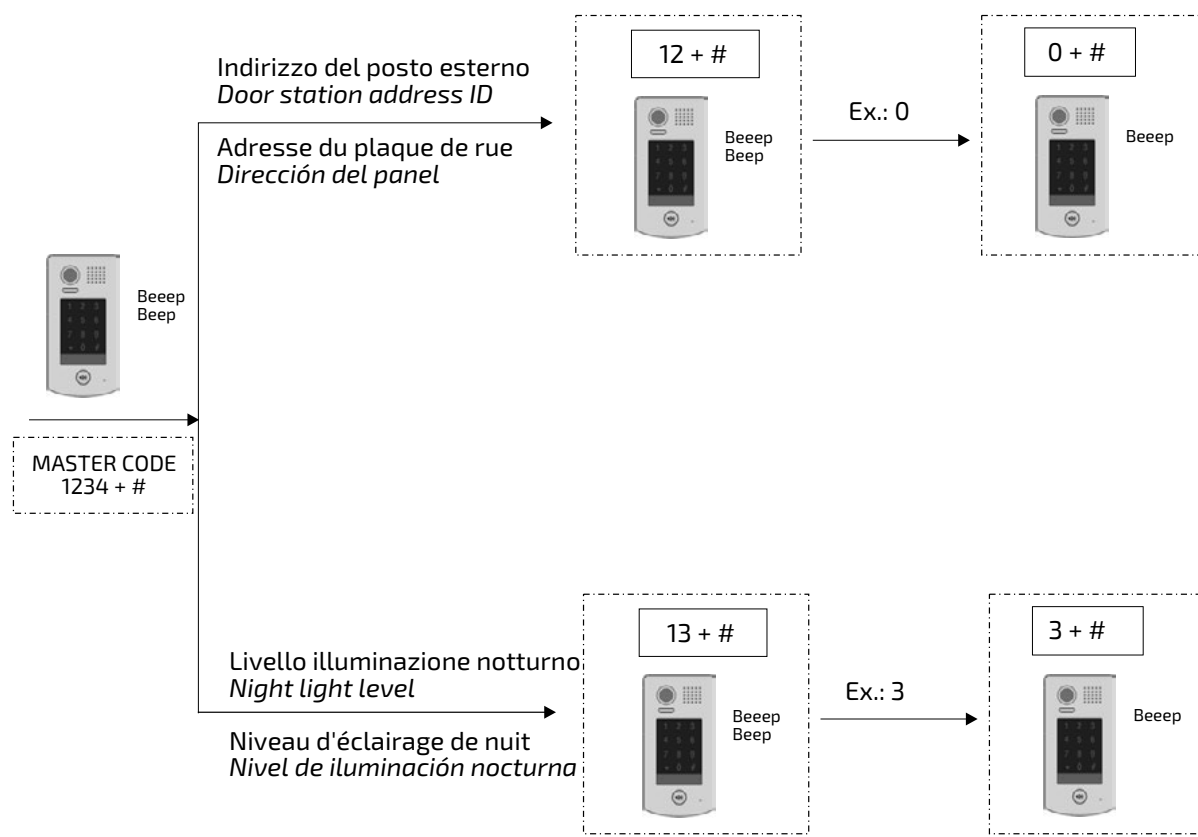 Indirizzo del posto esterno
Door station address ID
Adresse du plaque de rue
Dirección del panel
12 + #
Beeep
Beep
Ex.: 0
0 + #
Beeep
Beeep
Beep
MASTER CODE
1234 + #
Livello illuminazione notturno
Night light level
Niveau d'éclairage de nuit
Nivel de iluminación nocturna
13 + #
Beeep
Beep
Ex.: 3
3 + #
Beeep